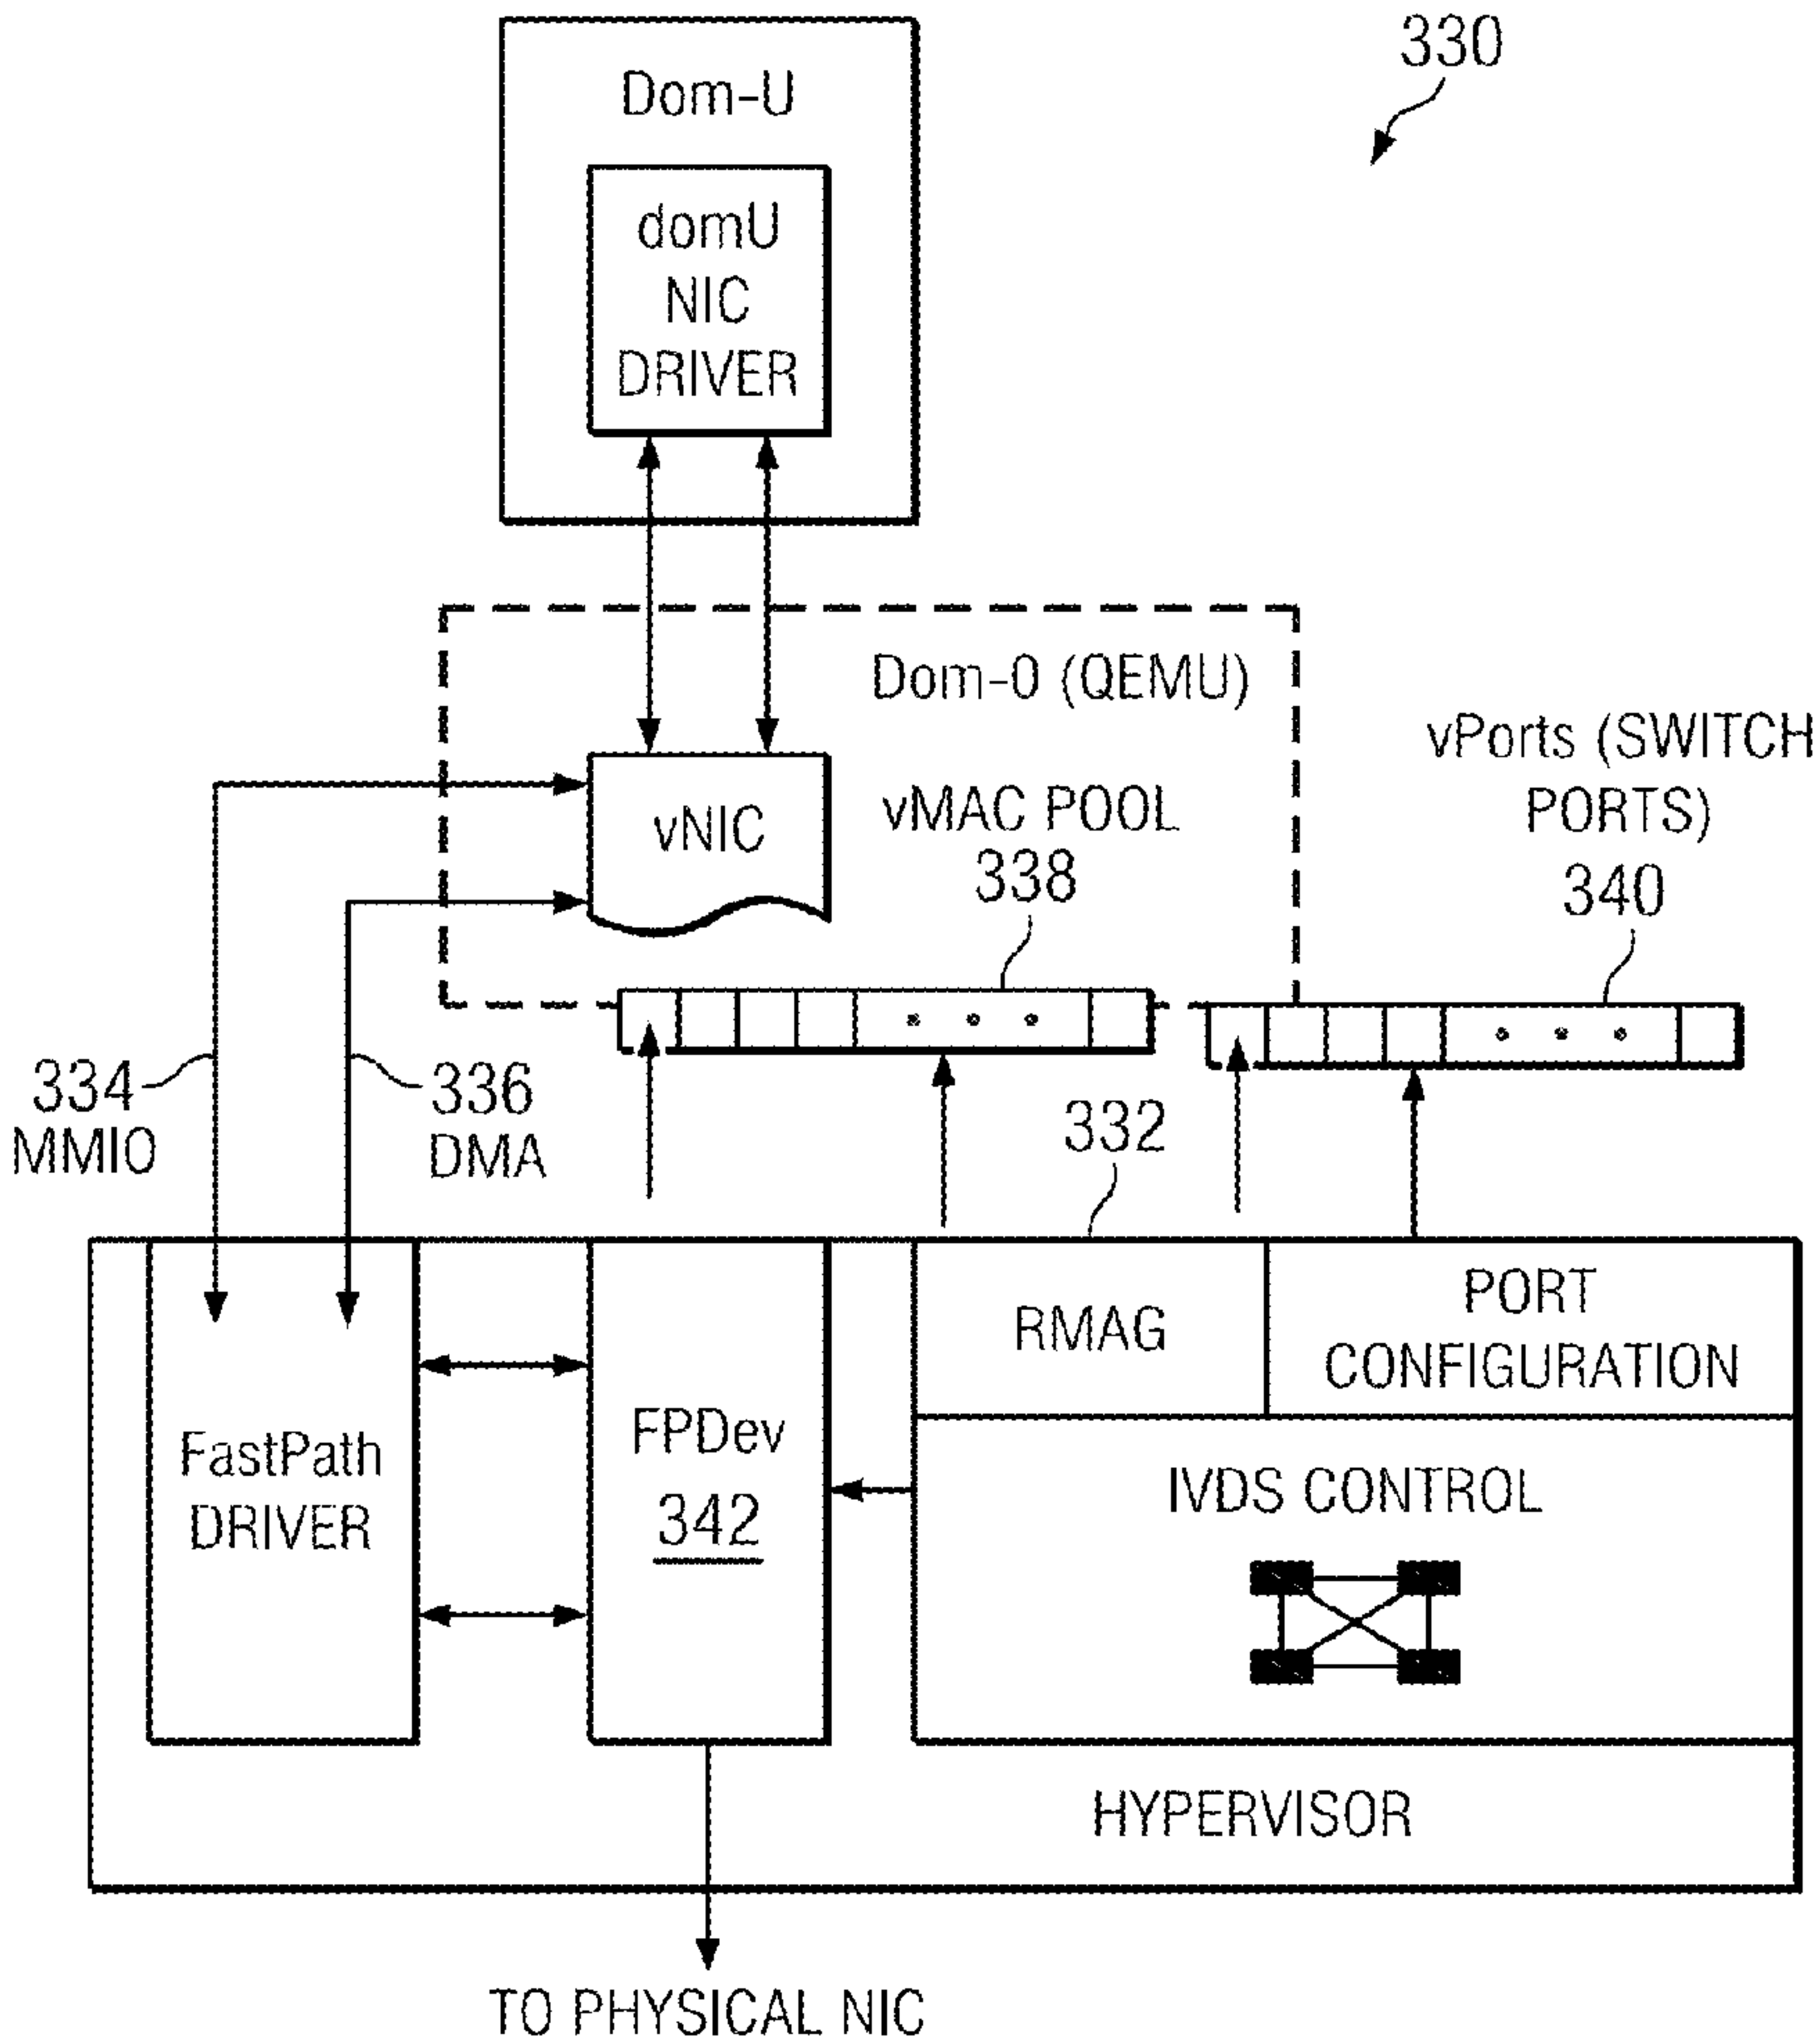 330
Dom-U
domU
NIC
DRIVER
Dom-0 (QEMU)
vPorts (SWITCH
PORTS)
340
vNIC
vMAC POOL
338
334
MMIO
336
DMA
332
RMAG
PORT
CONFIGURATION
FastPath
DRIVER
FPDev
342
IVDS CONTROL
HYPERVISOR
TO PHYSICAL NIC